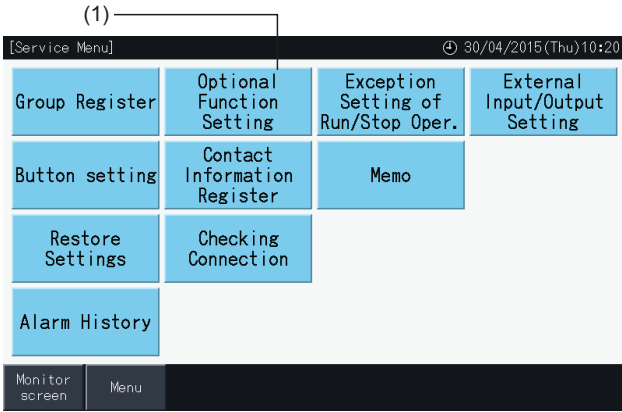 (1)
[Service Menu] 30/04/2015(Thu)10:20
Group Register
Optional
Function
Setting
Exception
Setting of
Run/Stop Oper.
External
Input/Output
Setting
Button setting
Contact
Information
Register
Memo
Restore
Settings
Checking
Connection
Alarm History
Monitor
screen
Menu